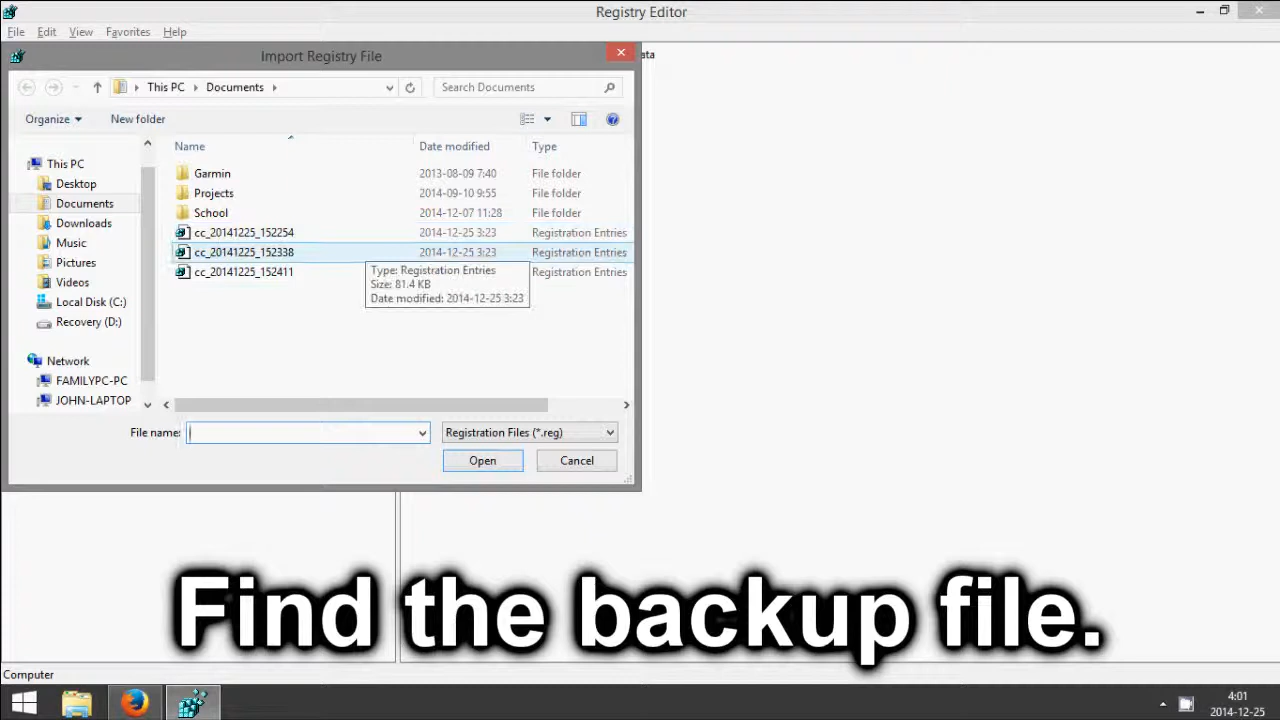 Registry Editor
File Edit View Favorites Help
Import Registry File
ata
This PC Documents
Search Documents
Organize New folder
Name Date modified Type
This PC
Desktop
Documents
Downloads
Music
Pictures
Videos
Local Disk (C:)
Recovery (D:)
Network
FAMILYPC-PC
JOHN-LAPTOP
Garmin 2013-08-09 7:40 File folder
Projects 2014-09-10 9:55 File folder
School 2014-12-07 11:28 File folder
cc_20141225_152254 2014-12-25 3:23 Registration Entries
cc_20141225_152338 2014-12-25 3:23 Registration Entries
cc_20141225_152411 Registration Entries
Type: Registration Entries
Size: 81.4 KB
Date modified: 2014-12-25 3:23
File name: Registration Files (*.reg)
Open Cancel
Find the backup file.
Computer
4:01
2014-12-25